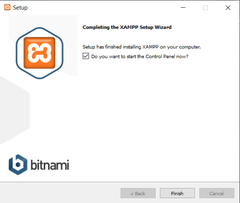 Setup
Completing the XAMPP Setup Wizard
Setup has finished installing XAMPP on your computer.
Do you want to start the Control Panel now?
bitnami
< Back
Finish
Cancel